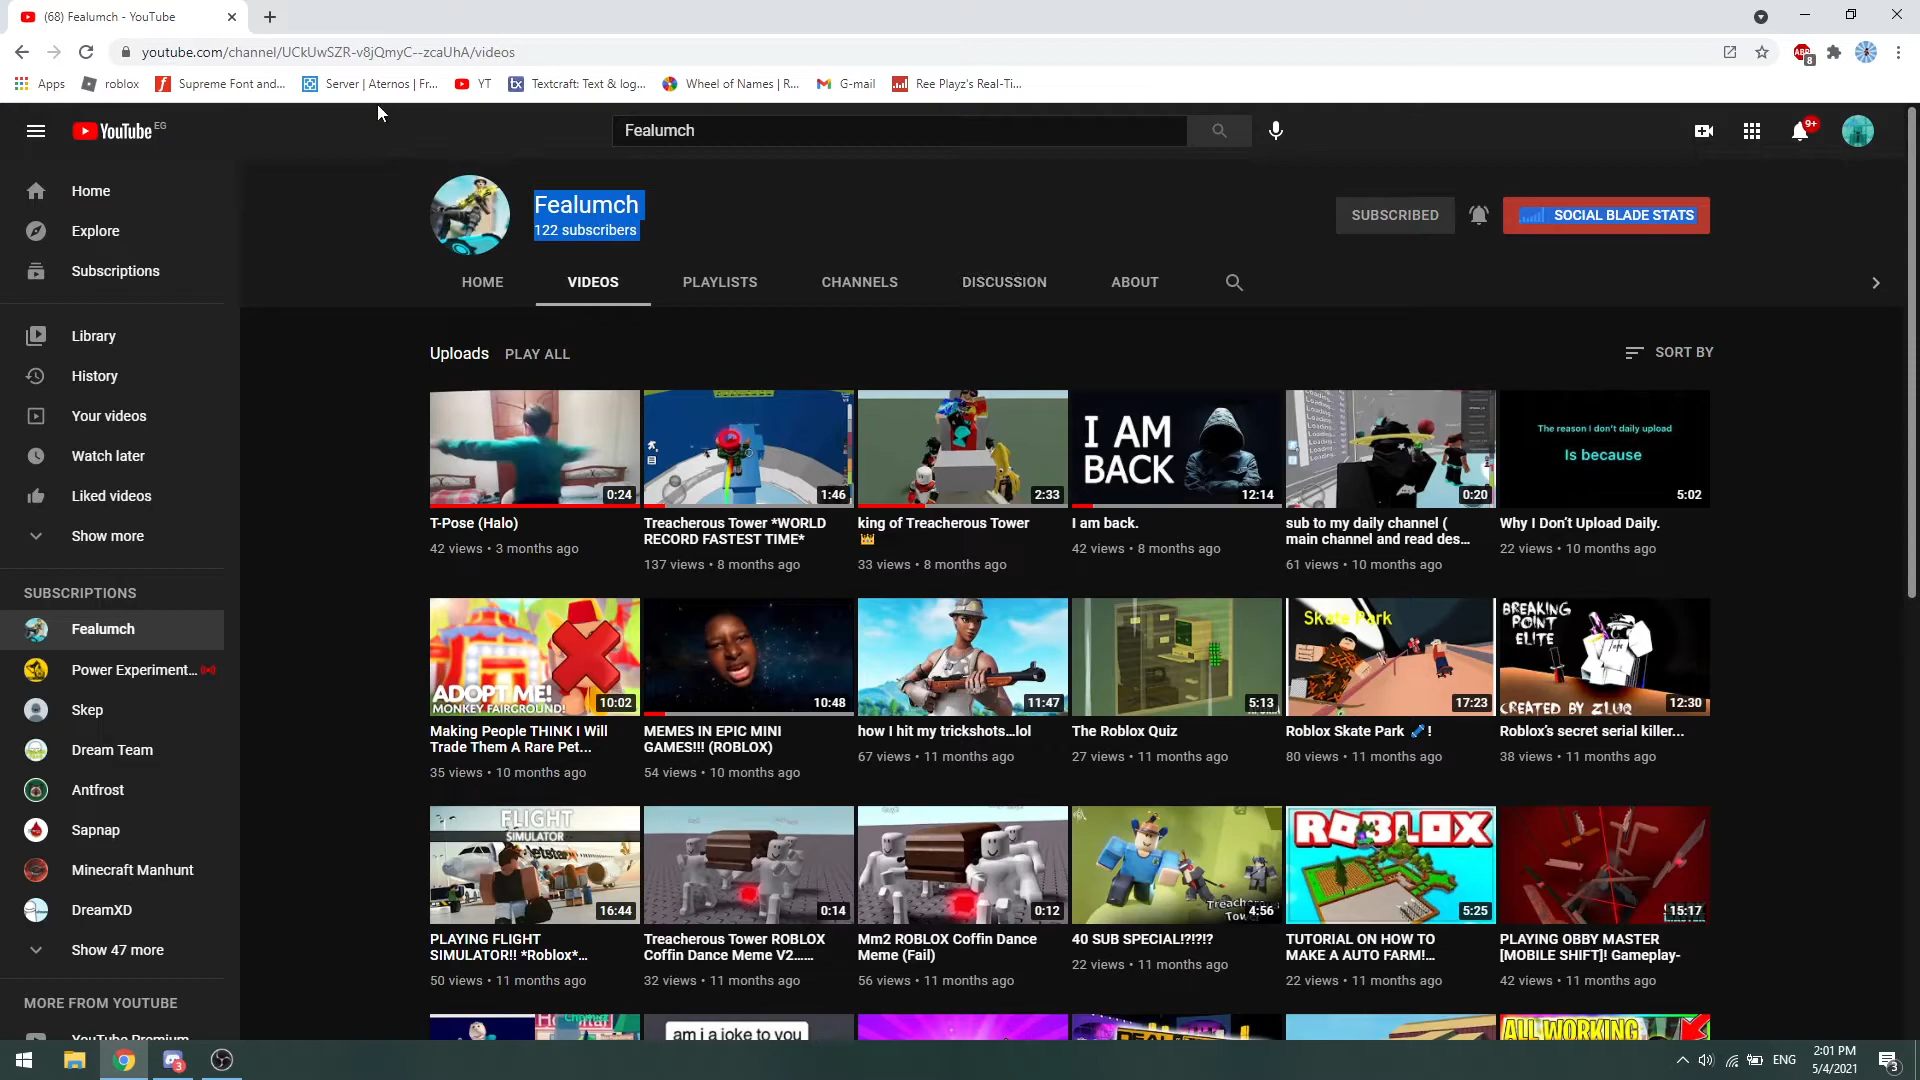 (68) Fealumch - YouTube
youtube.com/channel/UCkUwSZR-v8jQmyC--zcaUhA/videos
ABP
8
Apps
roblox
Supreme Font and...
Server | Aternos | Fr...
YT
Textcraft: Text & log...
Wheel of Names | R...
G-mail
Ree Playz's Real-Ti...
YouTube EG
Fealumch
9+
Home
Explore
Subscriptions
Library
History
Your videos
Watch later
Liked videos
Show more
SUBSCRIPTIONS
Fealumch
Power Experiment...
Skep
Dream Team
Antfrost
Sapnap
Minecraft Manhunt
DreamXD
Show 47 more
MORE FROM YOUTUBE
YouTube Premium
Fealumch
122 subscribers
SUBSCRIBED
SOCIAL BLADE STATS
HOME
VIDEOS
PLAYLISTS
CHANNELS
DISCUSSION
ABOUT
Uploads
PLAY ALL
SORT BY
0:24
T-Pose (Halo)
42 views • 3 months ago
1:46
Treacherous Tower *WORLD
RECORD FASTEST TIME*
137 views • 8 months ago
2:33
king of Treacherous Tower
👑
33 views • 8 months ago
I AM
BACK
12:14
I am back.
42 views • 8 months ago
Loading...
Loading...
Loading...
Loading...
0:20
sub to my daily channel (
main channel and read des...
61 views • 10 months ago
The reason I don't daily upload
Is because
5:02
Why I Don't Upload Daily.
22 views • 10 months ago
ADOPT ME!
MONKEY FAIRGROUND!
10:02
Making People THINK I Will
Trade Them A Rare Pet...
35 views • 10 months ago
10:48
MEMES IN EPIC MINI
GAMES!!! (ROBLOX)
54 views • 10 months ago
11:47
how I hit my trickshots...lol
67 views • 11 months ago
5:13
The Roblox Quiz
27 views • 11 months ago
Skate Park
17:23
Roblox Skate Park 🛹 !
80 views • 11 months ago
BREAKING
POINT
ELITE
CREATED BY ZLUQ
12:30
Roblox's secret serial killer...
38 views • 11 months ago
FLIGHT
SIMULATOR
Jetstar
16:44
PLAYING FLIGHT
SIMULATOR!! *Roblox*...
50 views • 11 months ago
0:14
Treacherous Tower ROBLOX
Coffin Dance Meme V2......
32 views • 11 months ago
0:12
Mm2 ROBLOX Coffin Dance
Meme (Fail)
56 views • 11 months ago
Treacherous
Tower
4:56
40 SUB SPECIAL!?!?!?
22 views • 11 months ago
ROBLOX
5:25
TUTORIAL ON HOW TO
MAKE A AUTO FARM!...
22 views • 11 months ago
15:17
PLAYING OBBY MASTER
[MOBILE SHIFT]! Gameplay-
42 views • 11 months ago
am i a joke to you
ALL WORKING
3
ENG
2:01 PM
5/4/2021
3